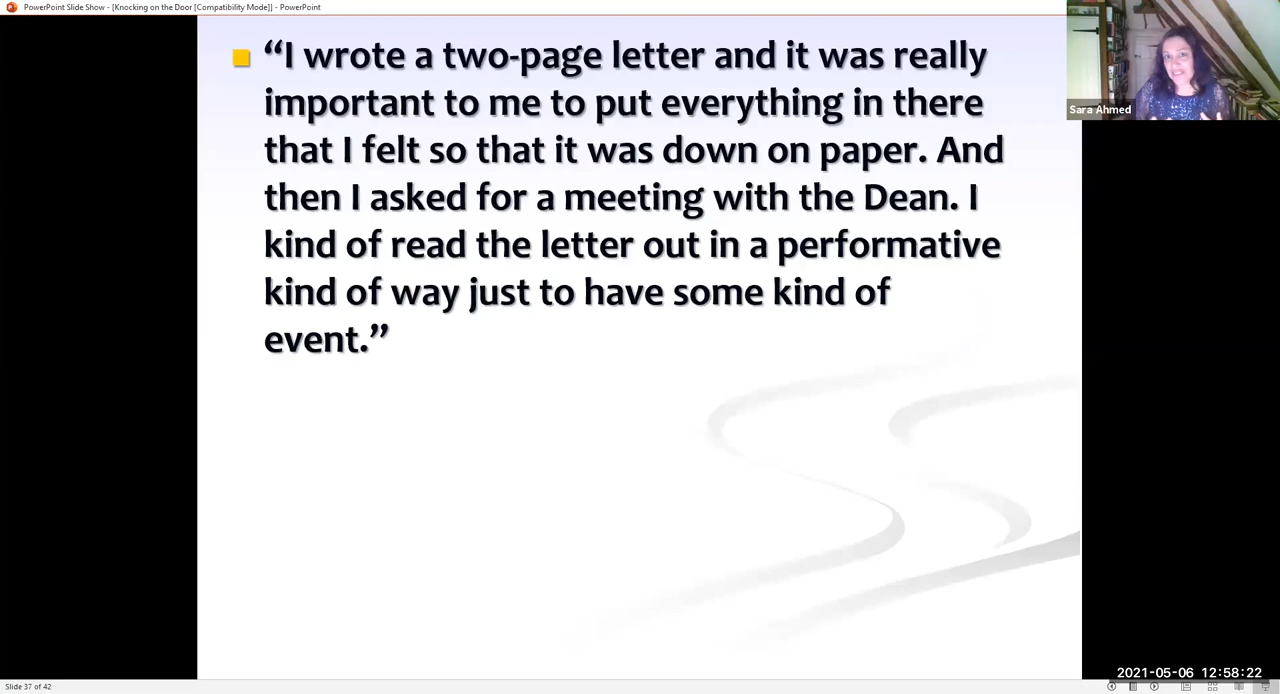 PowerPoint Slide Show - [Knocking on the Door [Compatibility Mode]] - PowerPoint
“I wrote a two-page letter and it was really
important to me to put everything in there
that I felt so that it was down on paper. And
then I asked for a meeting with the Dean. I
kind of read the letter out in a performative
kind of way just to have some kind of
event.”
Sara Ahmed
2021-05-06 12:58:22
Slide 37 of 42